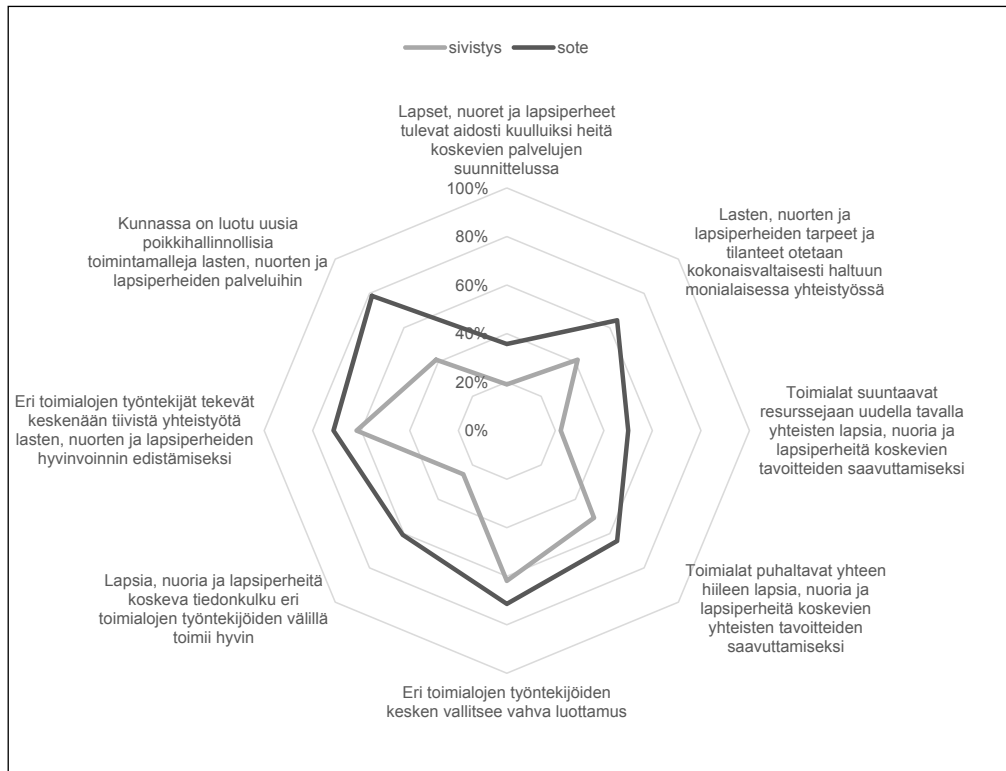 sivistys
sote
Lapset, nuoret ja lapsiperheet
tulevat aidosti kuulluiksi heitä
koskevien palvelujen
suunnittelussa
100%
80%
60%
40%
20%
0%
Lasten, nuorten ja
lapsiperheiden tarpeet ja
tilanteet otetaan
kokonaisvaltaisesti haltuun
monialaisessa yhteistyössä
Toimialat suuntaavat
resurssejaan uudella tavalla
yhteisten lapsia, nuoria ja
lapsiperheitä koskevien
tavoitteiden saavuttamiseksi
Toimialat puhaltavat yhteen
hiileen lapsia, nuoria ja
lapsiperheitä koskevien
yhteisten tavoitteiden
saavuttamiseksi
Eri toimialojen työntekijöiden
kesken vallitsee vahva luottamus
Lapsia, nuoria ja lapsiperheitä
koskeva tiedonkulku eri
toimialojen työntekijöiden välillä
toimii hyvin
Eri toimialojen työntekijät tekevät
keskenään tiivistä yhteistyötä
lasten, nuorten ja lapsiperheiden
hyvinvoinnin edistämiseksi
Kunnassa on luotu uusia
poikkihallinnollisia
toimintamalleja lasten, nuorten ja
lapsiperheiden palveluihin